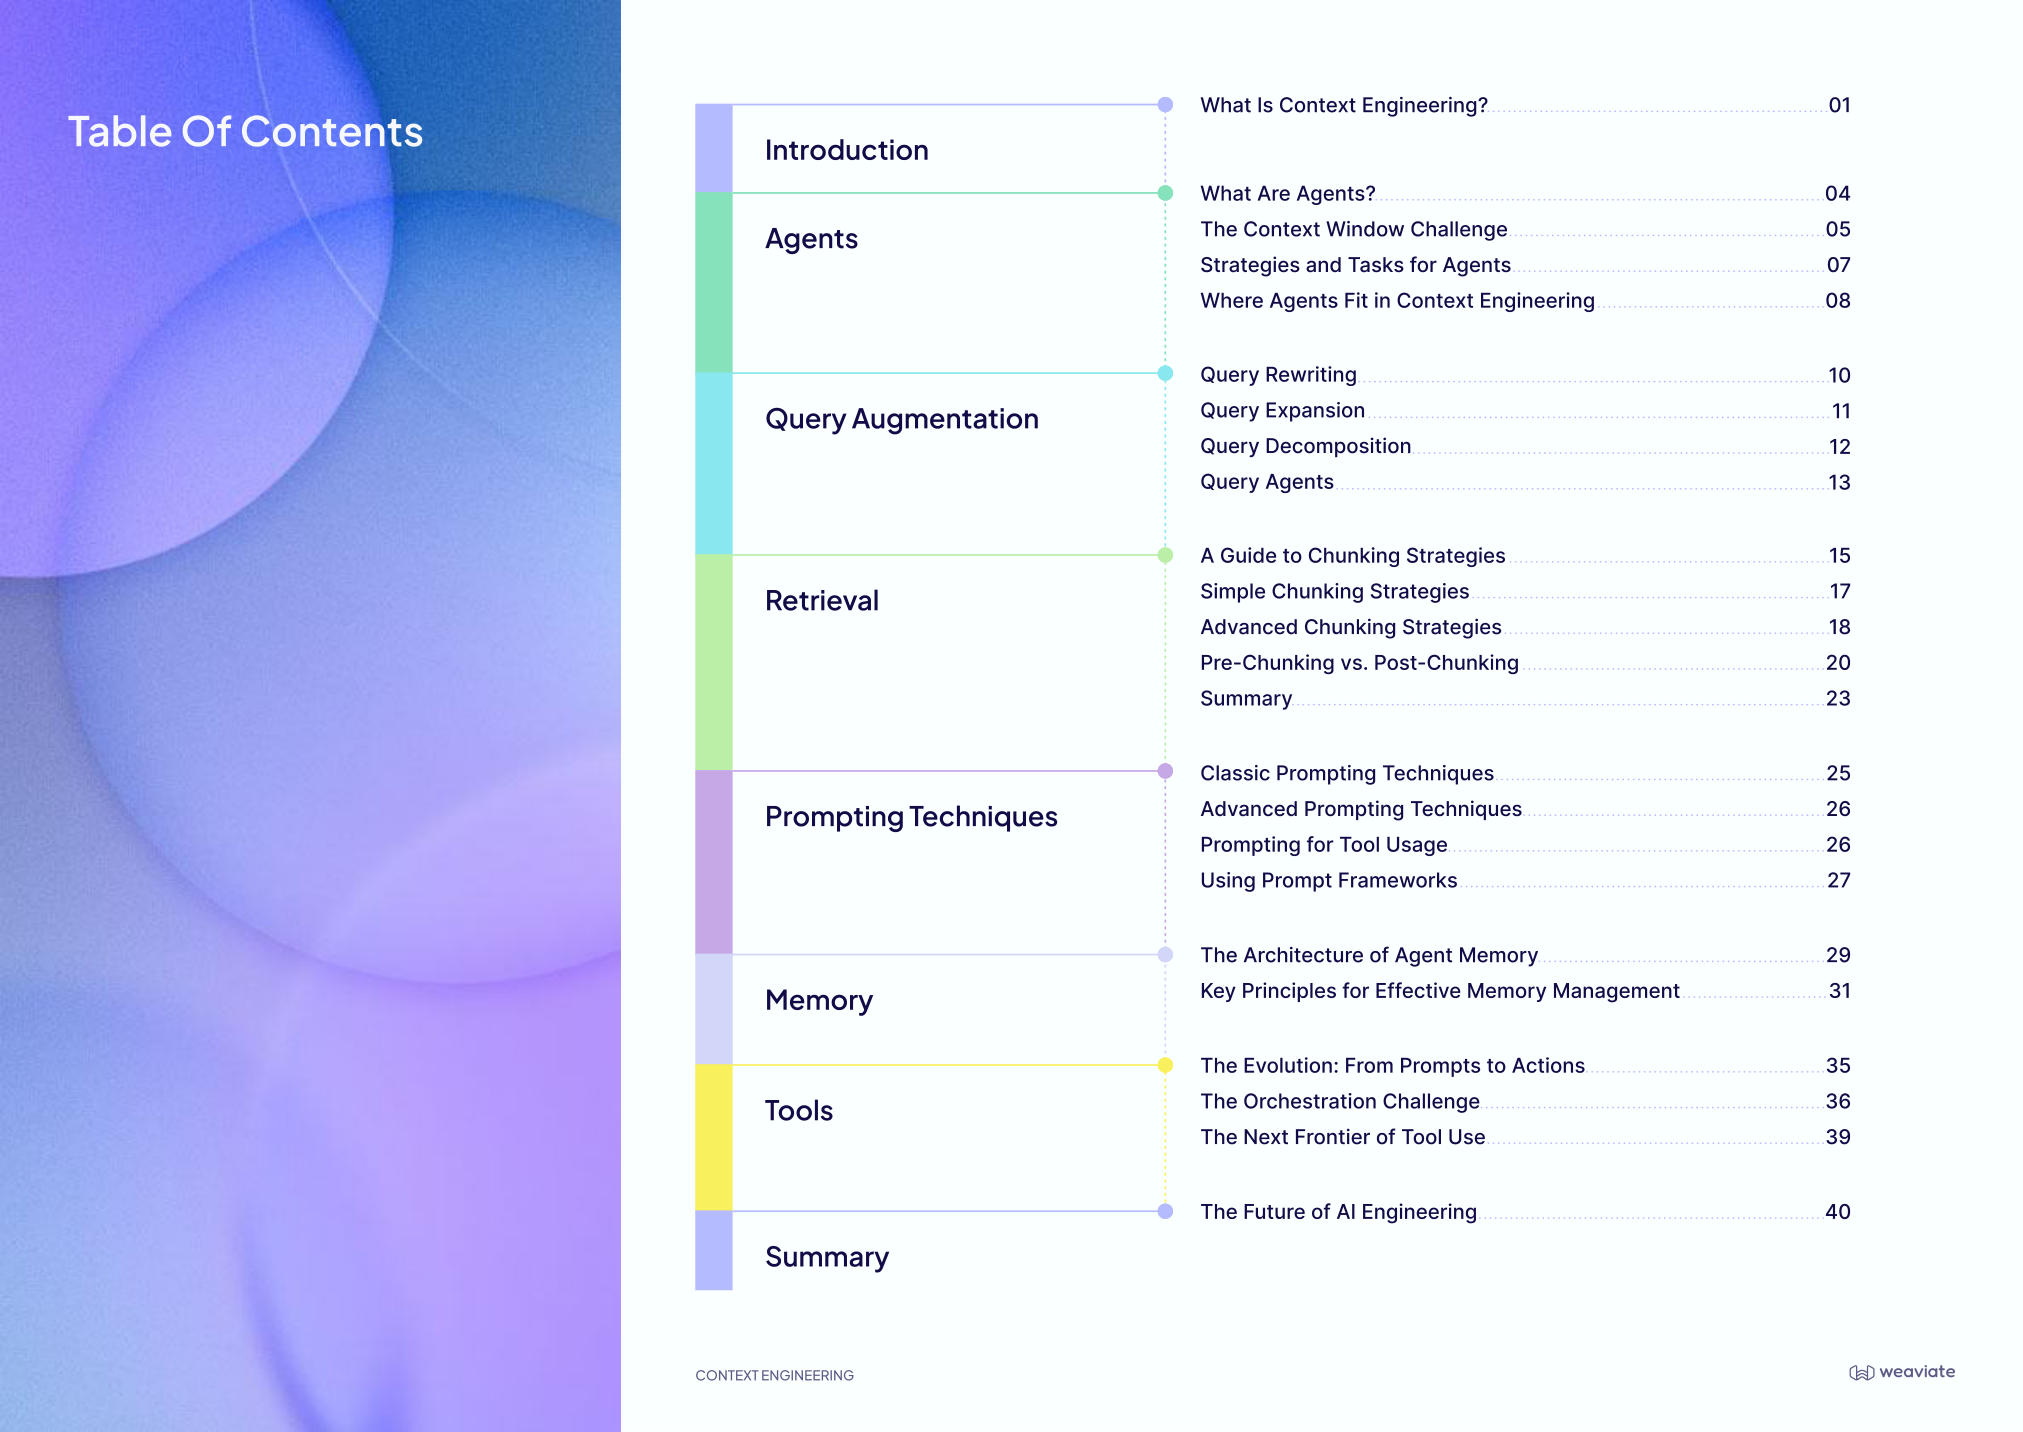 Table Of Contents
Introduction
What Is Context Engineering? 01
Agents
What Are Agents? 04
The Context Window Challenge 05
Strategies and Tasks for Agents 07
Where Agents Fit in Context Engineering 08
Query Augmentation
Query Rewriting 10
Query Expansion 11
Query Decomposition 12
Query Agents 13
Retrieval
A Guide to Chunking Strategies 15
Simple Chunking Strategies 17
Advanced Chunking Strategies 18
Pre-Chunking vs. Post-Chunking 20
Summary 23
Prompting Techniques
Classic Prompting Techniques 25
Advanced Prompting Techniques 26
Prompting for Tool Usage 26
Using Prompt Frameworks 27
Memory
The Architecture of Agent Memory 29
Key Principles for Effective Memory Management 31
Tools
The Evolution: From Prompts to Actions 35
The Orchestration Challenge 36
The Next Frontier of Tool Use 39
Summary
The Future of AI Engineering 40
CONTEXT ENGINEERING
weaviate